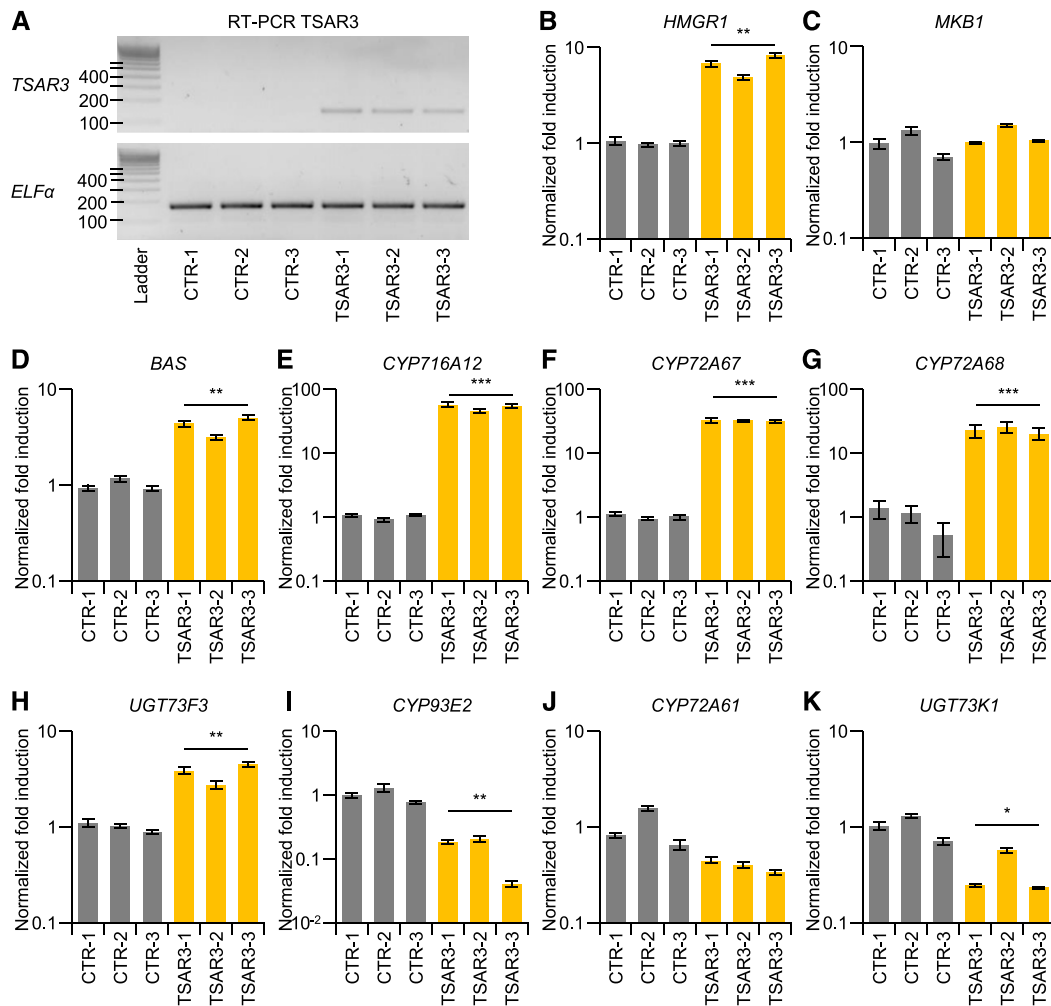 A
RT-PCR TSAR3
TSAR3
400
200
100
ELFα
400
200
100
Ladder
CTR-1
CTR-2
CTR-3
TSAR3-1
TSAR3-2
TSAR3-3
B
HMGR1
Normalized fold induction
10
1
0.1
**
CTR-1
CTR-2
CTR-3
TSAR3-1
TSAR3-2
TSAR3-3
C
MKB1
Normalized fold induction
10
1
0.1
CTR-1
CTR-2
CTR-3
TSAR3-1
TSAR3-2
TSAR3-3
D
BAS
Normalized fold induction
10
1
0.1
**
CTR-1
CTR-2
CTR-3
TSAR3-1
TSAR3-2
TSAR3-3
E
CYP716A12
Normalized fold induction
100
10
1
0.1
***
CTR-1
CTR-2
CTR-3
TSAR3-1
TSAR3-2
TSAR3-3
F
CYP72A67
Normalized fold induction
100
10
1
0.1
***
CTR-1
CTR-2
CTR-3
TSAR3-1
TSAR3-2
TSAR3-3
G
CYP72A68
Normalized fold induction
100
10
1
0.1
***
CTR-1
CTR-2
CTR-3
TSAR3-1
TSAR3-2
TSAR3-3
H
UGT73F3
Normalized fold induction
10
1
0.1
**
CTR-1
CTR-2
CTR-3
TSAR3-1
TSAR3-2
TSAR3-3
I
CYP93E2
Normalized fold induction
10
1
0.1
10-2
**
CTR-1
CTR-2
CTR-3
TSAR3-1
TSAR3-2
TSAR3-3
J
CYP72A61
Normalized fold induction
10
1
0.1
CTR-1
CTR-2
CTR-3
TSAR3-1
TSAR3-2
TSAR3-3
K
UGT73K1
Normalized fold induction
10
1
0.1
*
CTR-1
CTR-2
CTR-3
TSAR3-1
TSAR3-2
TSAR3-3